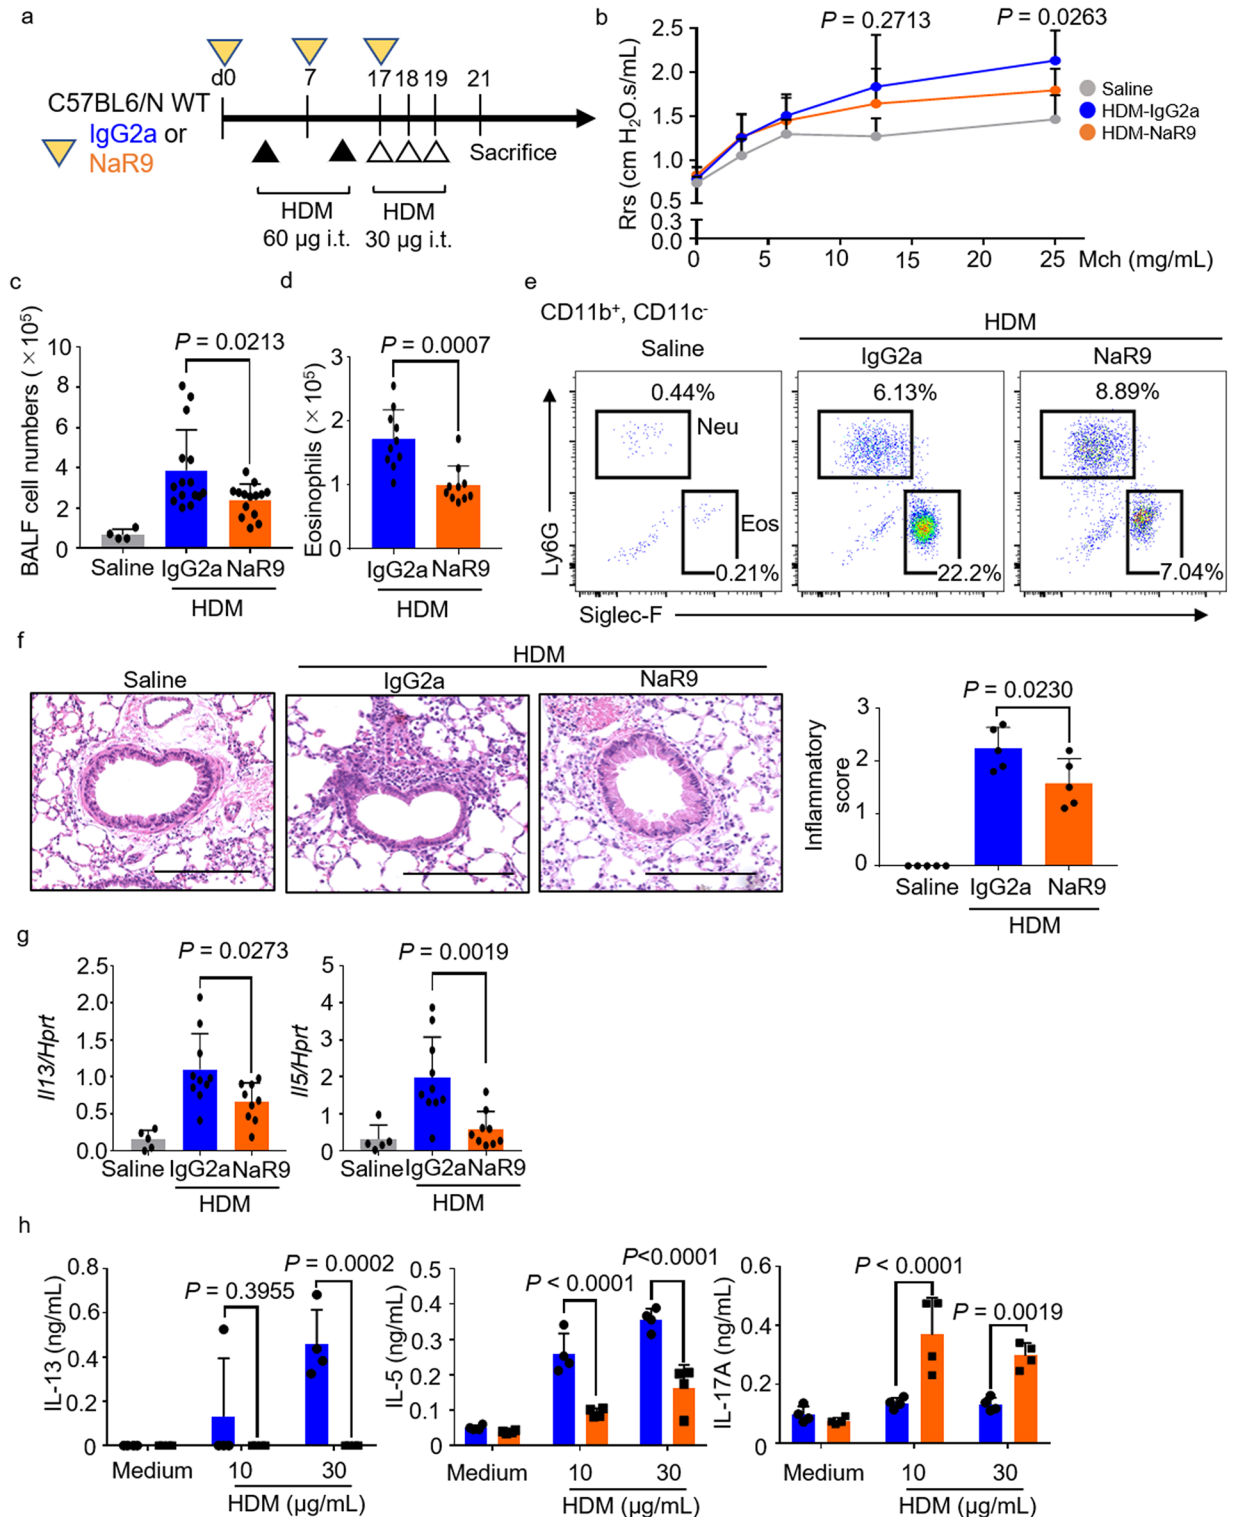 a
d0 7 17 18 19 21
C57BL6/N WT
IgG2a or
NaR9
Sacrifice
HDM HDM
60 µg i.t. 30 µg i.t.
b
P = 0.2713 P = 0.0263
2.5
2.0
1.5
1.0
0.5
0.3
0.0
Rrs (cm H2O.s/mL)
0 5 10 15 20 25 Mch (mg/mL)
Saline
HDM-IgG2a
HDM-NaR9
c
P = 0.0213
BALF cell numbers (×10⁵)
10
8
6
4
2
0
Saline IgG2a NaR9
HDM
d
P = 0.0007
Eosinophils (×10⁵)
3
2
1
0
IgG2a NaR9
HDM
e
CD11b⁺, CD11c⁻
HDM
Saline IgG2a NaR9
0.44% 6.13% 8.89%
Neu
Eos
0.21% 22.2% 7.04%
Ly6G
Siglec-F
f
HDM
Saline IgG2a NaR9
P = 0.0230
Inflammatory
score
3
2
1
0
Saline IgG2a NaR9
HDM
g
P = 0.0273
Il13/Hprt
2.5
2.0
1.5
1.0
0.5
0.0
Saline IgG2a NaR9
HDM
P = 0.0019
Il5/Hprt
5
4
3
2
1
0
Saline IgG2a NaR9
HDM
h
P = 0.3955 P = 0.0002
IL-13 (ng/mL)
0.8
0.6
0.4
0.2
0
Medium 10 30
HDM (µg/mL)
P < 0.0001 P<0.0001
IL-5 (ng/mL)
0.5
0.4
0.3
0.2
0.1
0
Medium 10 30
HDM (µg/mL)
P < 0.0001 P = 0.0019
IL-17A (ng/mL)
0.6
0.4
0.2
0
Medium 10 30
HDM (µg/mL)